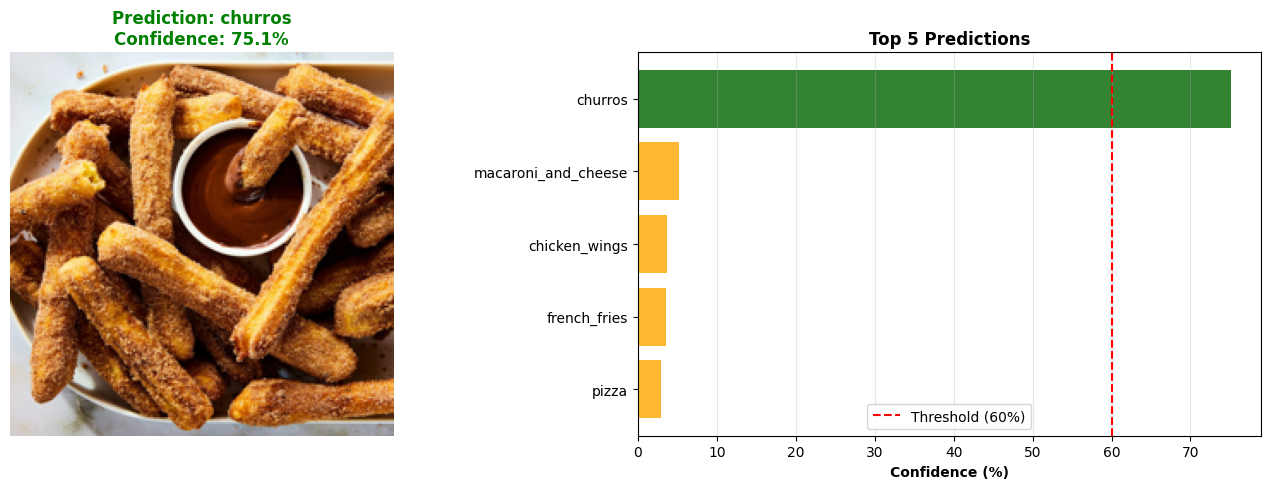 Prediction: churros
Confidence: 75.1%
Top 5 Predictions
churros
macaroni_and_cheese
chicken_wings
french_fries
pizza
Threshold (60%)
0 10 20 30 40 50 60 70
Confidence (%)